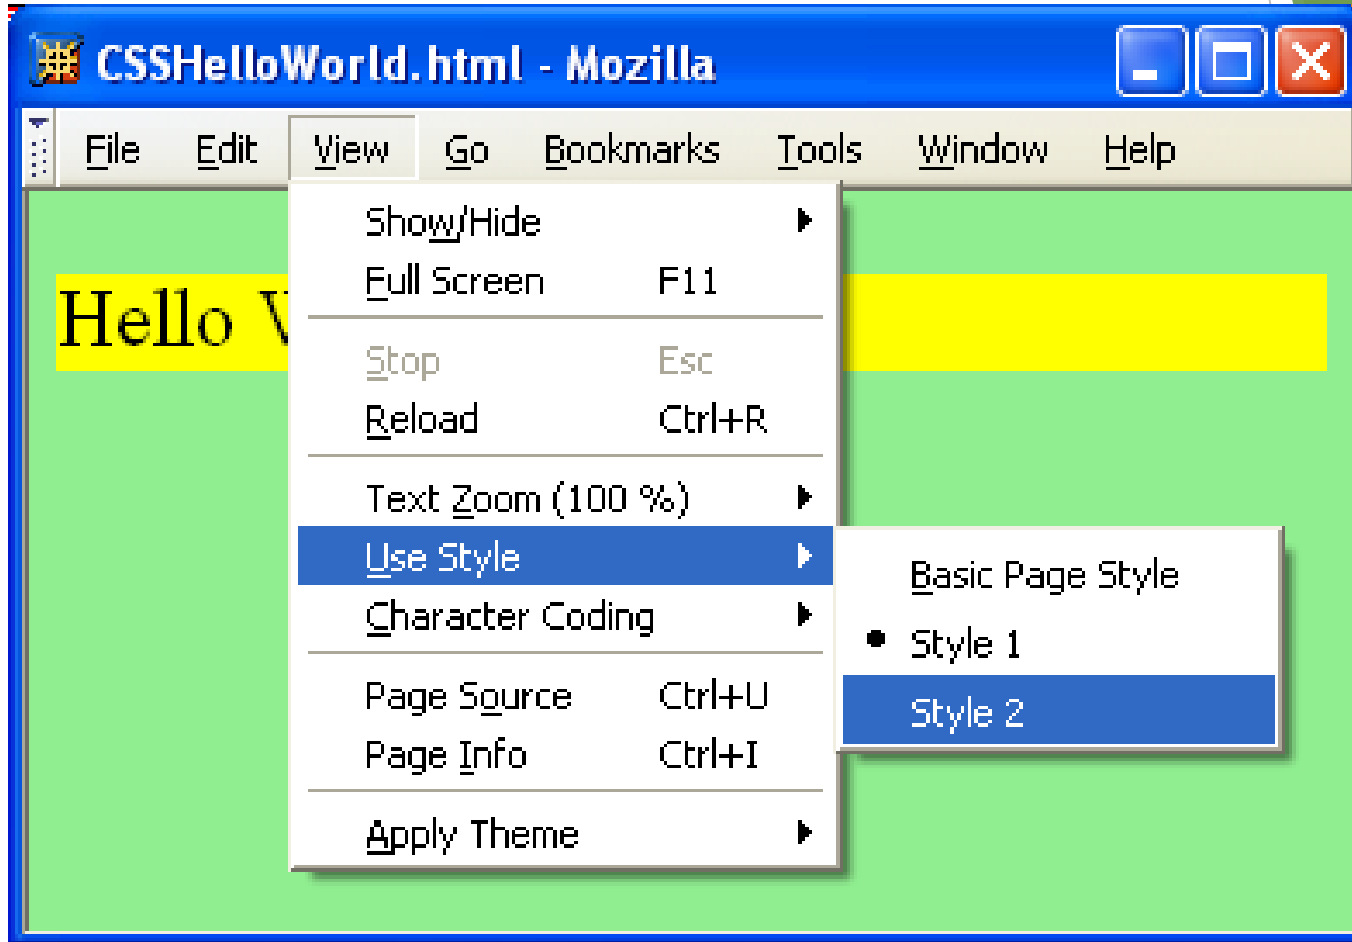 CSSHelloWorld.html - Mozilla
File Edit View Go Bookmarks Tools Window Help
Show/Hide
Full Screen F11
Hello
Stop Esc
Reload Ctrl+R
Text Zoom (100 %)
Use Style
Basic Page Style
Character Coding
Style 1
Page Source Ctrl+U
Style 2
Page Info Ctrl+I
Apply Theme